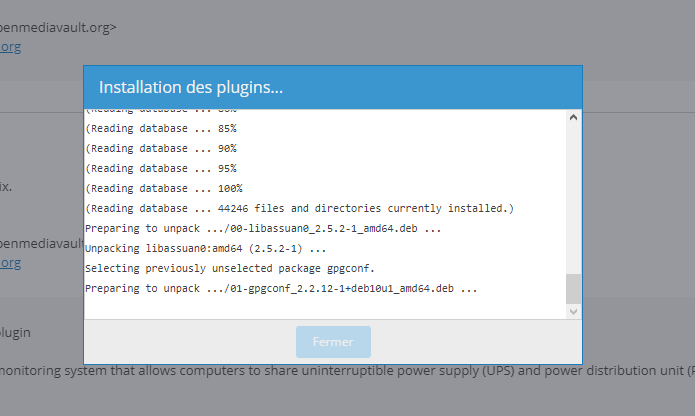 penmediavault.org>
.org
Installation des plugins...
(Reading database ... 80%
(Reading database ... 85%
(Reading database ... 90%
(Reading database ... 95%
(Reading database ... 100%
(Reading database ... 44246 files and directories currently installed.)
ix.
Preparing to unpack .../00-libassuan0_2.5.2-1_amd64.deb ...
penmediavault
Unpacking libassuan0:amd64 (2.5.2-1) ...
.org
Selecting previously unselected package gpgconf.
Preparing to unpack .../01-gpgconf_2.2.12-1+deb10u1_amd64.deb ...
lugin
Fermer
monitoring system that allows computers to share uninterruptible power supply (UPS) and power distribution unit (P